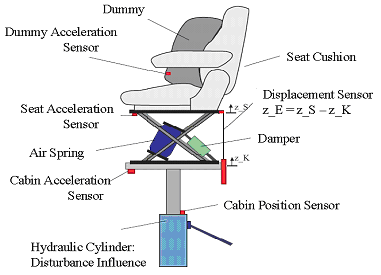 Dummy
Dummy Acceleration
Sensor
Seat Cushion
Displacement Sensor
z_E = z_S – z_K
z_S
Seat Acceleration
Sensor
Damper
Air Spring
z_K
Cabin Acceleration
Sensor
Cabin Position Sensor
Hydraulic Cylinder:
Disturbance Influence